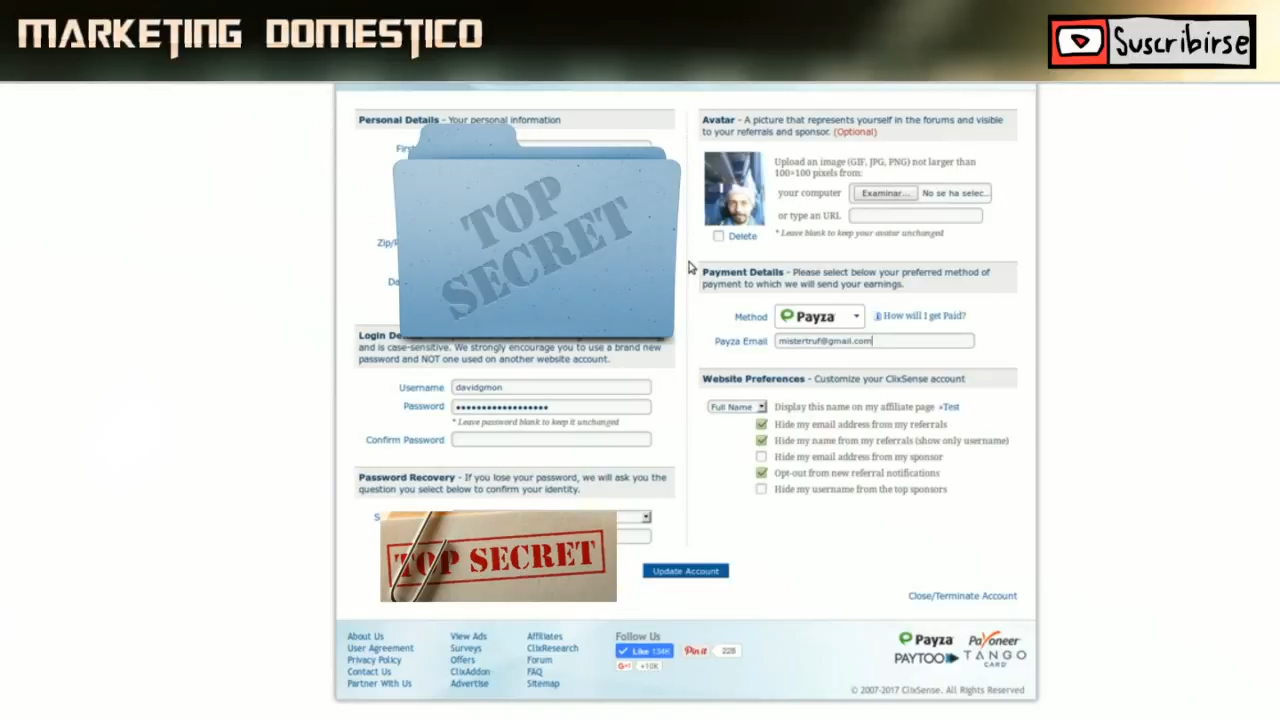 MARKETING DOMESTICO
Suscribirse
Personal Details - Your personal information
Firs
Zip/P
Da
TOP
SECRET
Login De
and is case-sensitive. We strongly encourage you to use a brand new
password and NOT one used on another website account.
Username davidgmon
Password ••••••••••••••••••
* Leave password blank to keep it unchanged
Confirm Password
Password Recovery - If you lose your password, we will ask you the
question you select below to confirm your identity.
S
TOP SECRET
Avatar - A picture that represents yourself in the forums and visible
to your referrals and sponsor. (Optional)
Upload an image (GIF, JPG, PNG) not larger than
100×100 pixels from:
your computer Examinar... No se ha selec...
or type an URL
* Leave blank to keep your avatar unchanged
Delete
Payment Details - Please select below your preferred method of
payment to which we will send your earnings.
Method Payza How will I get Paid?
Payza Email mistertruf@gmail.com
Website Preferences - Customize your ClixSense account
Full Name Display this name on my affiliate page »Test
Hide my email address from my referrals
Hide my name from my referrals (show only username)
Hide my email address from my sponsor
Opt-out from new referral notifications
Hide my username from the top sponsors
Update Account
Close/Terminate Account
About Us
User Agreement
Privacy Policy
Contact Us
Partner With Us
View Ads
Surveys
Offers
ClixAddon
Advertise
Affiliates
ClixResearch
Forum
FAQ
Sitemap
Follow Us
Like 134K
Pin it 228
G+1 +10K
Payza Payoneer
PAYTOO TANGO
CARD
© 2007-2017 ClixSense. All Rights Reserved